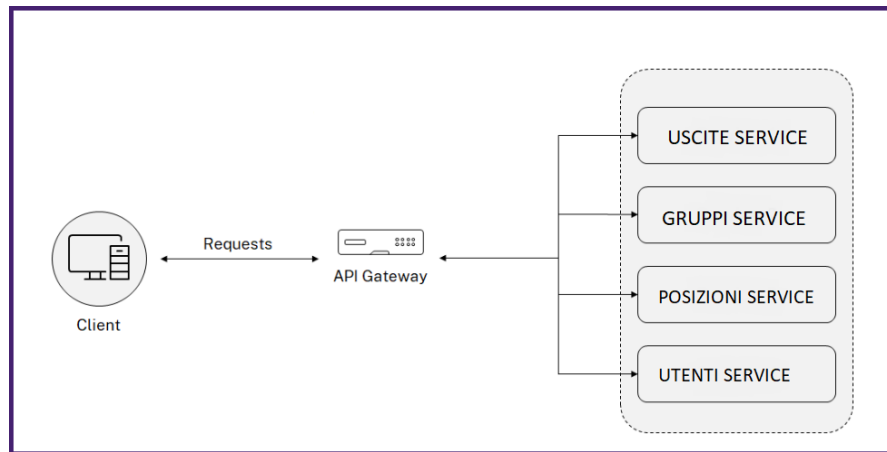 USCITE SERVICE
GRUPPI SERVICE
Requests
API Gateway
POSIZIONI SERVICE
Client
UTENTI SERVICE